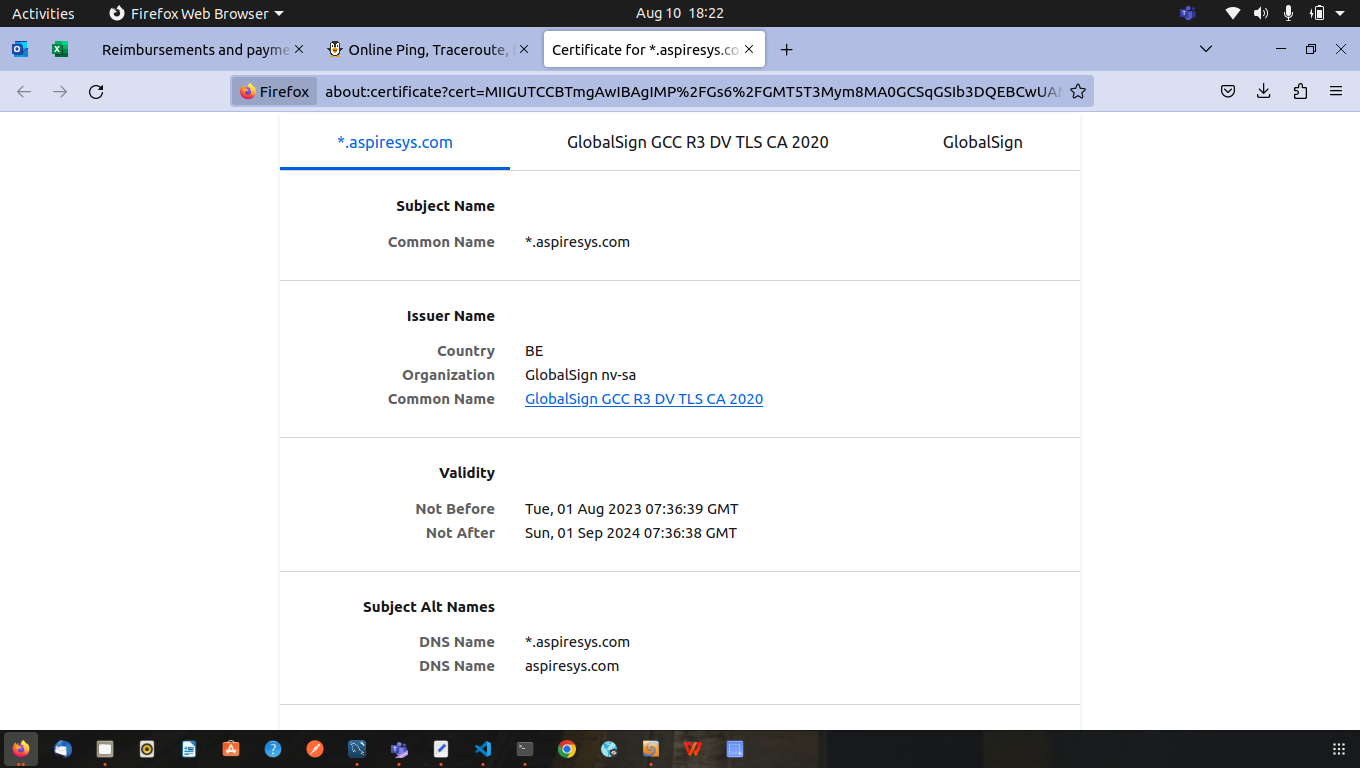 Activities Firefox Web Browser Aug 10 18:22
Reimbursements and payme Online Ping, Traceroute, Certificate for *.aspiresys.co
Firefox about:certificate?cert=MIIGUTCCBTmgAwIBAgIMP%2FGs6%2FGMT5T3Mym8MA0GCSqGSIb3DQEBCwUAM
*.aspiresys.com GlobalSign GCC R3 DV TLS CA 2020 GlobalSign
Subject Name
Common Name *.aspiresys.com
Issuer Name
Country BE
Organization GlobalSign nv-sa
Common Name GlobalSign GCC R3 DV TLS CA 2020
Validity
Not Before Tue, 01 Aug 2023 07:36:39 GMT
Not After Sun, 01 Sep 2024 07:36:38 GMT
Subject Alt Names
DNS Name *.aspiresys.com
DNS Name aspiresys.com